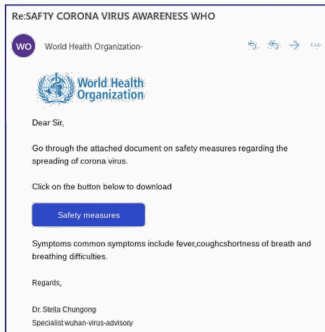 Re:SAFTY CORONA VIRUS AWARENESS WHO
WO
World Health Organization-
World Health
Organization
Dear Sir,
Go through the attached document on safety measures regarding the
spreading of corona virus.
Click on the button below to download
Safety measures
Symptoms common symptoms include fever,coughcshortness of breath and
breathing difficulties.
Regards,
Dr. Stella Chungong
Specialist wuhan-virus-advisory